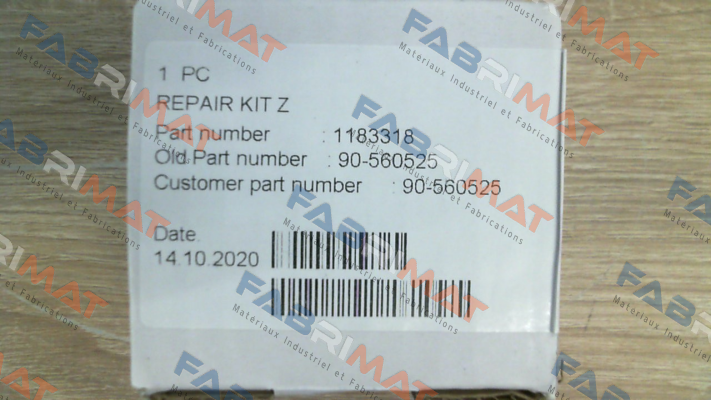 1 PC
REPAIR KIT Z
Part number : 1183318
Old Part number : 90-560525
Customer part number : 90-560525
Date
14.10.2020
FABRIMAT
Matériaux Industriel et Fabrications